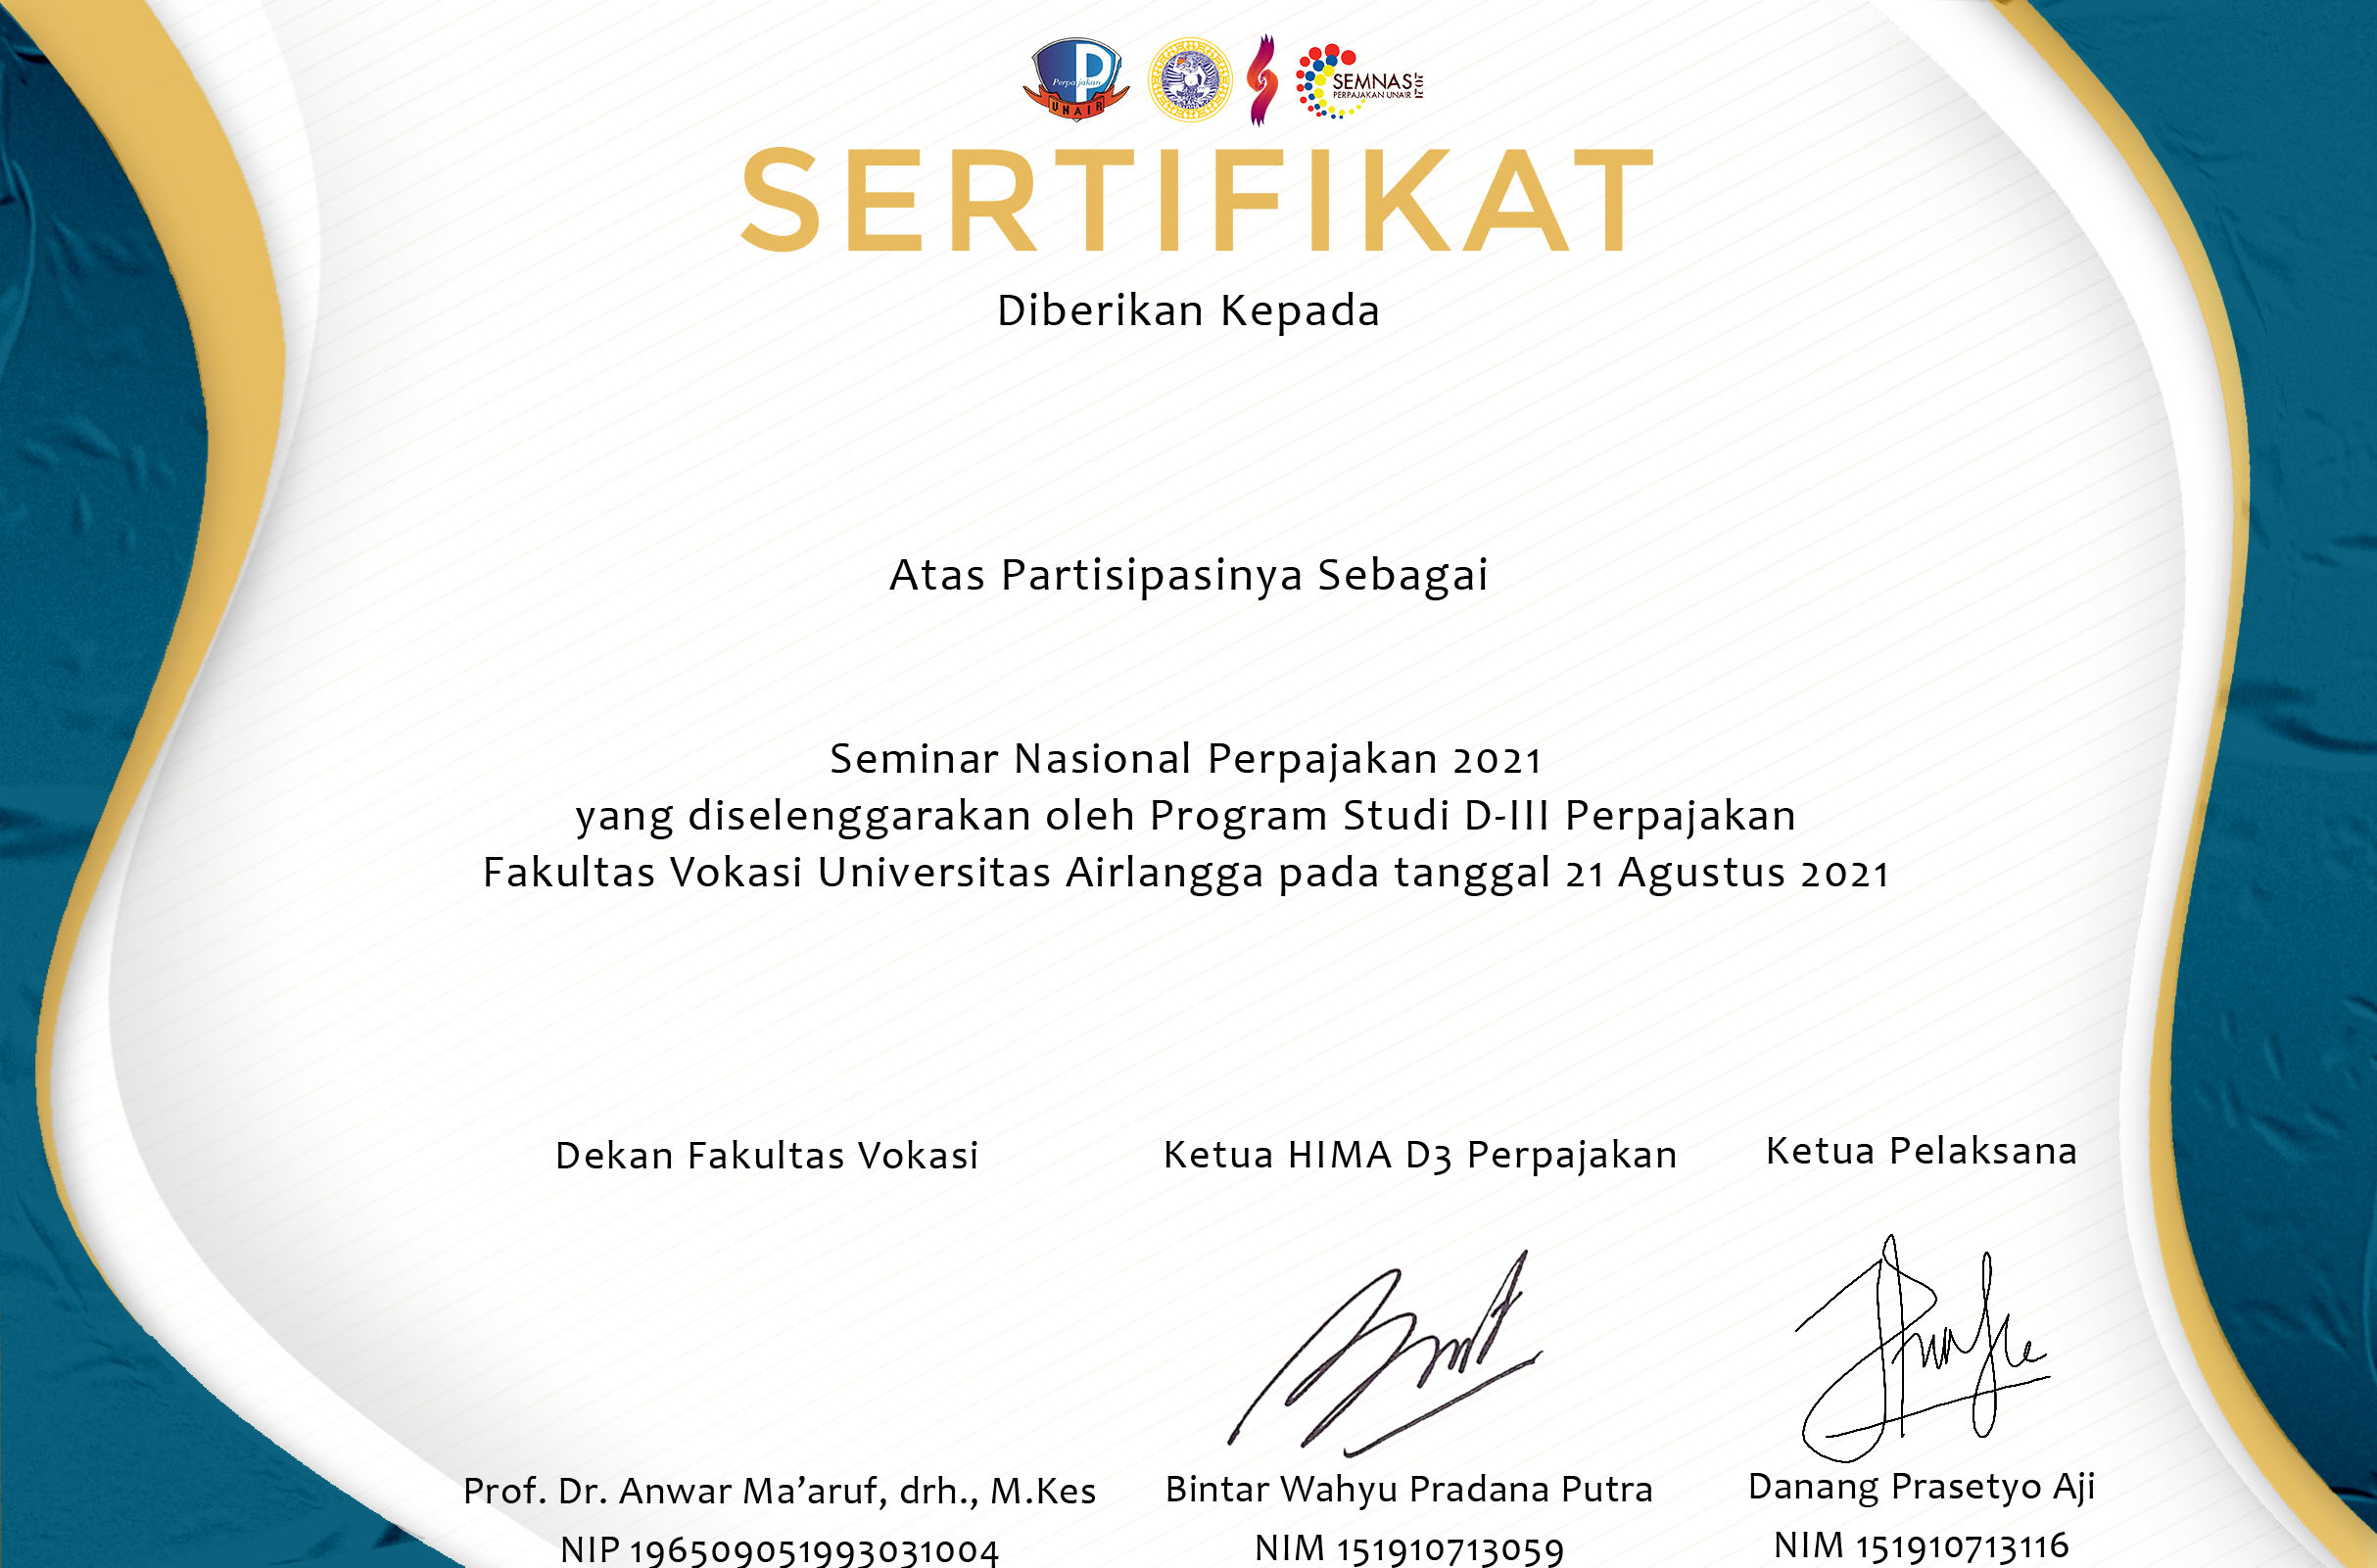 Perpajakan
UNAIR
SEMNAS
PERPAJAKAN UNAIR
2021
SERTIFIKAT
Diberikan Kepada
Atas Partisipasinya Sebagai
Seminar Nasional Perpajakan 2021
yang diselenggarakan oleh Program Studi D-III Perpajakan
Fakultas Vokasi Universitas Airlangga pada tanggal 21 Agustus 2021
Dekan Fakultas Vokasi
Ketua HIMA D3 Perpajakan
Ketua Pelaksana
Prof. Dr. Anwar Ma’aruf, drh., M.Kes
Bintar Wahyu Pradana Putra
Danang Prasetyo Aji
NIP 196509051993031004
NIM 151910713059
NIM 151910713116